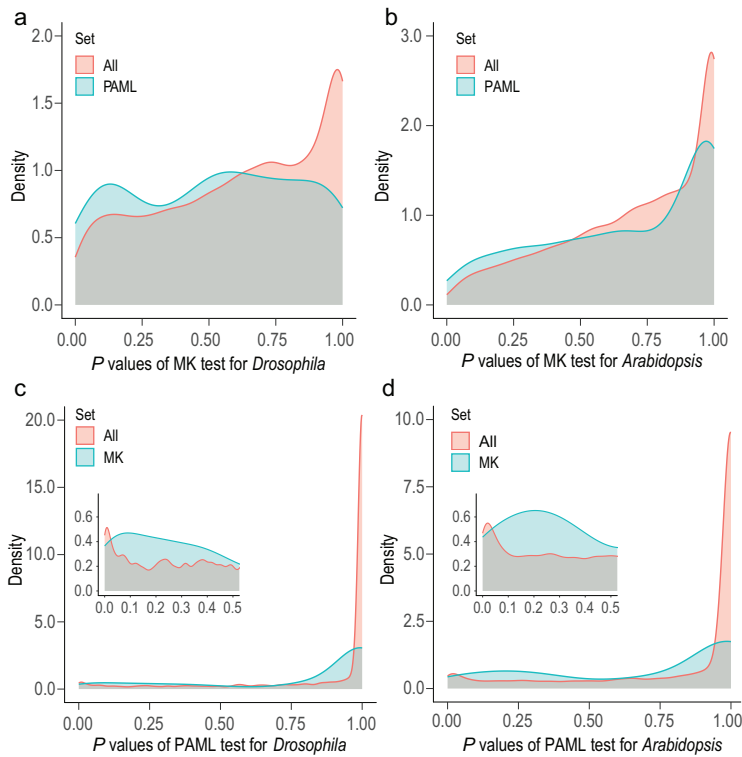 a
Set
All
PAML
2.0
1.5
1.0
0.5
0.0
Density
0.00 0.25 0.50 0.75 1.00
P values of MK test for Drosophila
b
Set
All
PAML
3.0
2.0
1.0
0.0
Density
0.00 0.25 0.50 0.75 1.00
P values of MK test for Arabidopsis
c
Set
All
MK
20.0
15.0
10.0
5.0
0.0
Density
0.6
0.4
0.2
0.0
0.0 0.1 0.2 0.3 0.4 0.5
0.00 0.25 0.50 0.75 1.00
P values of PAML test for Drosophila
d
Set
All
MK
10.0
7.5
5.0
2.5
0.0
Density
0.6
0.4
0.2
0.0
0.0 0.1 0.2 0.3 0.4 0.5
0.00 0.25 0.50 0.75 1.00
P values of PAML test for Arabidopsis